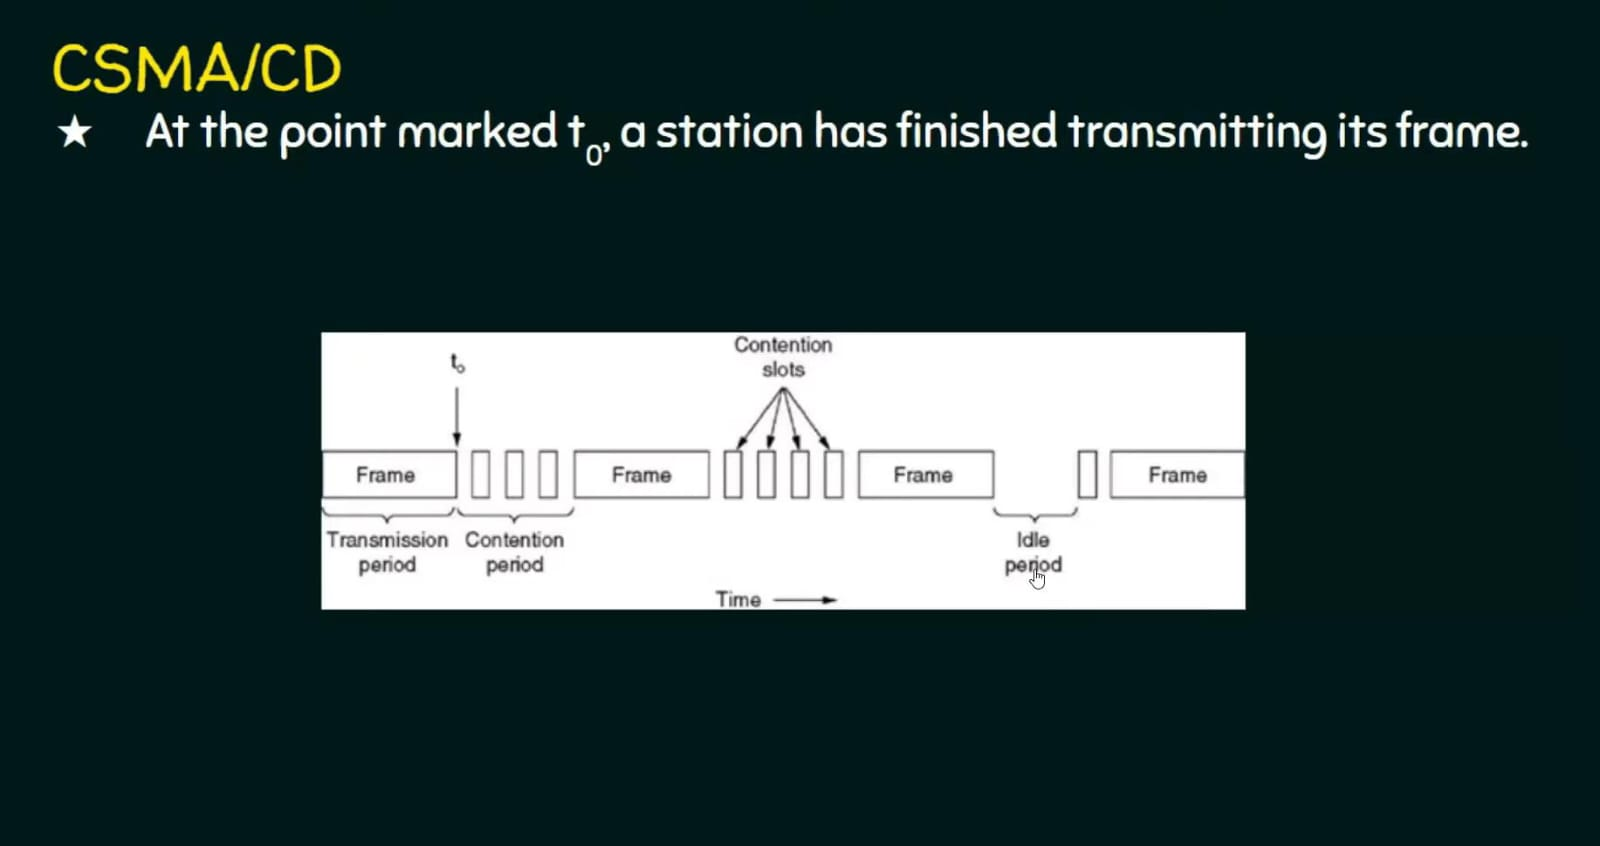 CSMA/CD
★ At the point marked t₀, a station has finished transmitting its frame.
Contention
slots
t₀
Frame
Frame
Frame
Frame
Transmission
period
Contention
period
Idle
period
Time